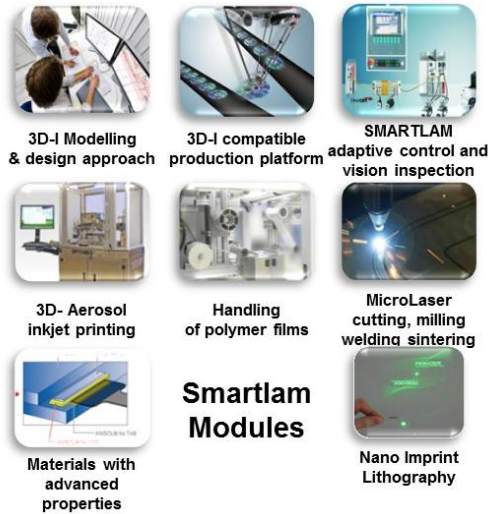 3D-I Modelling
& design approach
3D-I compatible
production platform
SMARTLAM
adaptive control and
vision inspection
3D- Aerosol
inkjet printing
Handling
of polymer films
MicroLaser
cutting, milling
welding sintering
Materials with
advanced
properties
Smartlam
Modules
Nano Imprint
Lithography